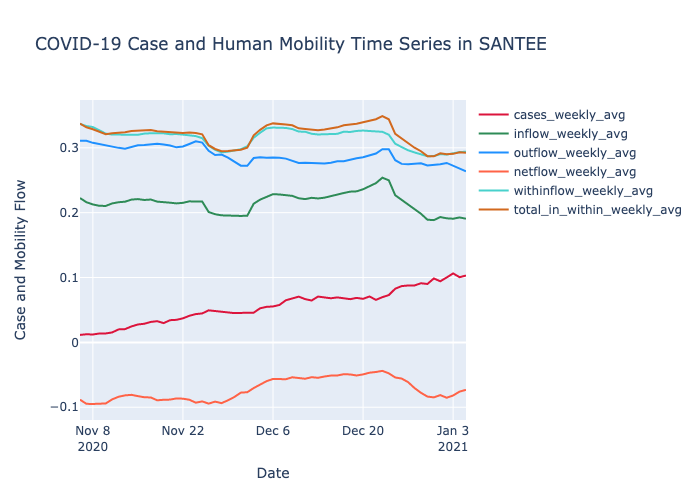 COVID-19 Case and Human Mobility Time Series in SANTEE
cases_weekly_avg
inflow_weekly_avg
outflow_weekly_avg
netflow_weekly_avg
withinflow_weekly_avg
total_in_within_weekly_avg
Case and Mobility Flow
0.3
0.2
0.1
0
−0.1
Nov 8
2020
Nov 22
Dec 6
Dec 20
Jan 3
2021
Date